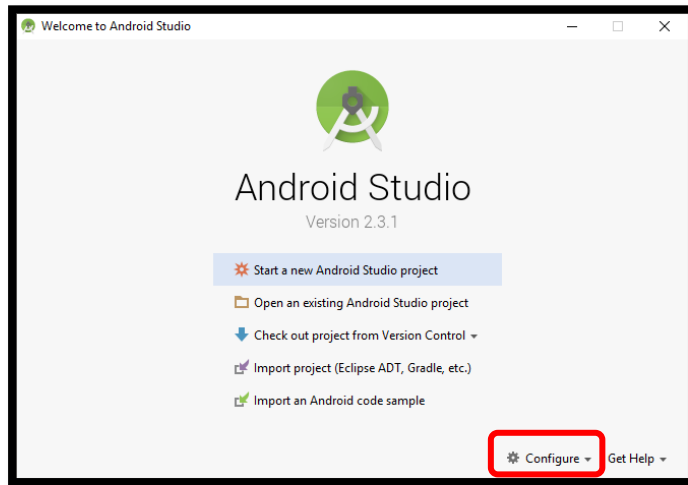 Welcome to Android Studio
Android Studio
Version 2.3.1
Start a new Android Studio project
Open an existing Android Studio project
Check out project from Version Control
Import project (Eclipse ADT, Gradle, etc.)
Import an Android code sample
Configure Get Help